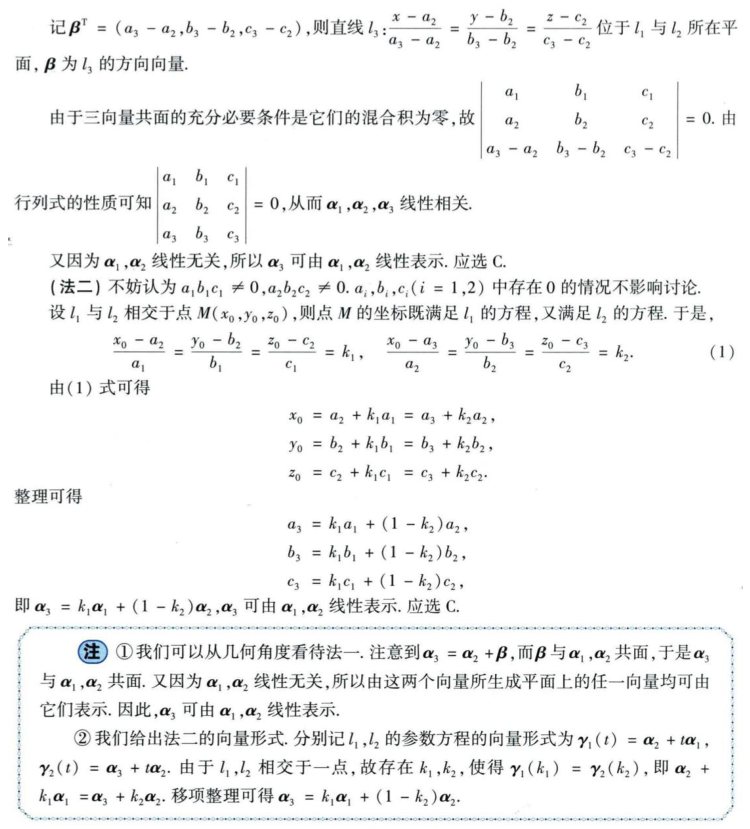 记βᵀ = (a₃ - a₂,b₃ - b₂,c₃ - c₂),则直线 l₃: (x - a₂)/(a₃ - a₂) = (y - b₂)/(b₃ - b₂) = (z - c₂)/(c₃ - c₂) 位于 l₁ 与 l₂ 所在平
面, β 为 l₃ 的方向向量.
由于三向量共面的充分必要条件是它们的混合积为零,故 | a₁ b₁ c₁ ; a₂ b₂ c₂ ; a₃ - a₂ b₃ - b₂ c₃ - c₂ | = 0. 由
行列式的性质可知 | a₁ b₁ c₁ ; a₂ b₂ c₂ ; a₃ b₃ c₃ | = 0,从而 α₁,α₂,α₃ 线性相关.
又因为 α₁,α₂ 线性无关,所以 α₃ 可由 α₁,α₂ 线性表示. 应选 C.
(法二) 不妨认为 a₁b₁c₁ ≠ 0,a₂b₂c₂ ≠ 0. aᵢ,bᵢ,cᵢ(i = 1,2) 中存在 0 的情况不影响讨论.
设 l₁ 与 l₂ 相交于点 M(x₀,y₀,z₀),则点 M 的坐标既满足 l₁ 的方程,又满足 l₂ 的方程. 于是,
(x₀ - a₂)/a₁ = (y₀ - b₂)/b₁ = (z₀ - c₂)/c₁ = k₁, (x₀ - a₃)/a₂ = (y₀ - b₃)/b₂ = (z₀ - c₃)/c₂ = k₂. (1)
由(1) 式可得
x₀ = a₂ + k₁a₁ = a₃ + k₂a₂,
y₀ = b₂ + k₁b₁ = b₃ + k₂b₂,
z₀ = c₂ + k₁c₁ = c₃ + k₂c₂.
整理可得
a₃ = k₁a₁ + (1 - k₂)a₂,
b₃ = k₁b₁ + (1 - k₂)b₂,
c₃ = k₁c₁ + (1 - k₂)c₂,
即 α₃ = k₁α₁ + (1 - k₂)α₂,α₃ 可由 α₁,α₂ 线性表示. 应选 C.
注 ①我们可以从几何角度看待法一. 注意到 α₃ = α₂ + β,而 β 与 α₁,α₂ 共面,于是 α₃
与 α₁,α₂ 共面. 又因为 α₁,α₂ 线性无关,所以由这两个向量所生成平面上的任一向量均可由
它们表示. 因此,α₃ 可由 α₁,α₂ 线性表示.
②我们给出法二的向量形式. 分别记 l₁,l₂ 的参数方程的向量形式为 γ₁(t) = α₂ + tα₁,
γ₂(t) = α₃ + tα₂. 由于 l₁,l₂ 相交于一点,故存在 k₁,k₂, 使得 γ₁(k₁) = γ₂(k₂), 即 α₂ +
k₁α₁ = α₃ + k₂α₂. 移项整理可得 α₃ = k₁α₁ + (1 - k₂)α₂.